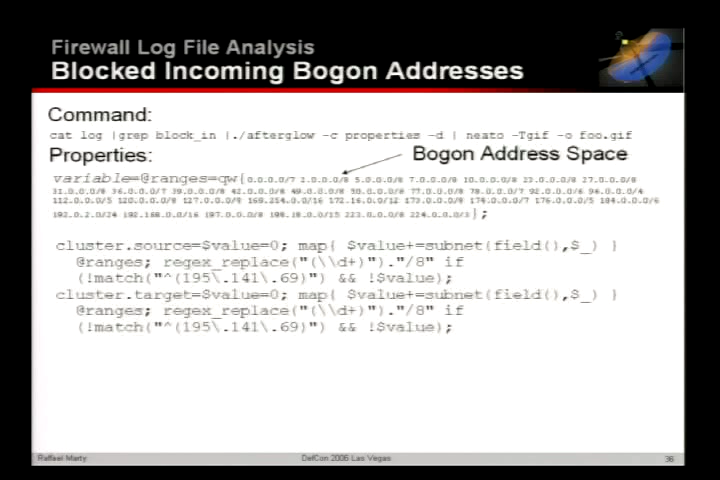 Firewall Log File Analysis
Blocked Incoming Bogon Addresses
Command:
cat log |grep block_in |./afterglow -c properties -d | neato -Tgif -o foo.gif
Properties:
Bogon Address Space
variable=@ranges=qw{0.0.0.0/7 2.0.0.0/8 5.0.0.0/8 7.0.0.0/8 10.0.0.0/8 23.0.0.0/8 27.0.0.0/8
31.0.0.0/8 36.0.0.0/7 39.0.0.0/8 42.0.0.0/8 49.0.0.0/8 50.0.0.0/8 77.0.0.0/8 78.0.0.0/7 92.0.0.0/6 96.0.0.0/4
112.0.0.0/5 120.0.0.0/8 127.0.0.0/8 169.254.0.0/16 172.16.0.0/12 173.0.0.0/8 174.0.0.0/7 176.0.0.0/5 184.0.0.0/6
192.0.2.0/24 192.168.0.0/16 197.0.0.0/8 198.18.0.0/15 223.0.0.0/8 224.0.0.0/3};
cluster.source=$value=0; map{ $value+=subnet(field(),$_) }
@ranges; regex_replace("(\\d+)")."/8" if
(!match("^(195\.141\.69)") && !$value);
cluster.target=$value=0; map{ $value+=subnet(field(),$_) }
@ranges; regex_replace("(\\d+)")."/8" if
(!match("^(195\.141\.69)") && !$value);
Raffael Marty
DefCon 2006 Las Vegas
36